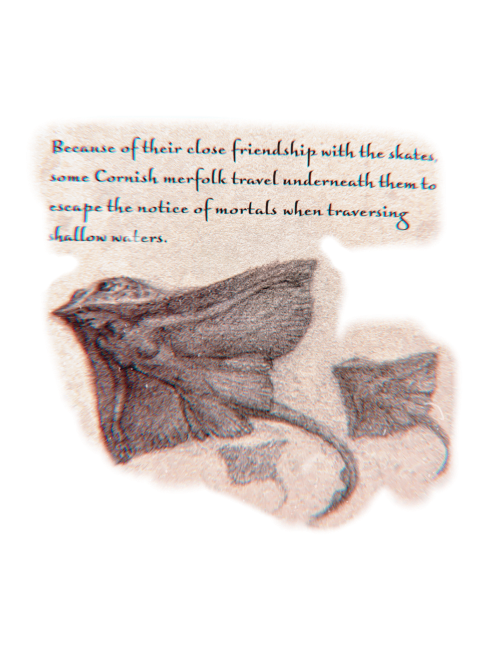 Because of their close friendship with the skates,
some Cornish merfolk travel underneath them to
escape the notice of mortals when traversing
shallow waters.